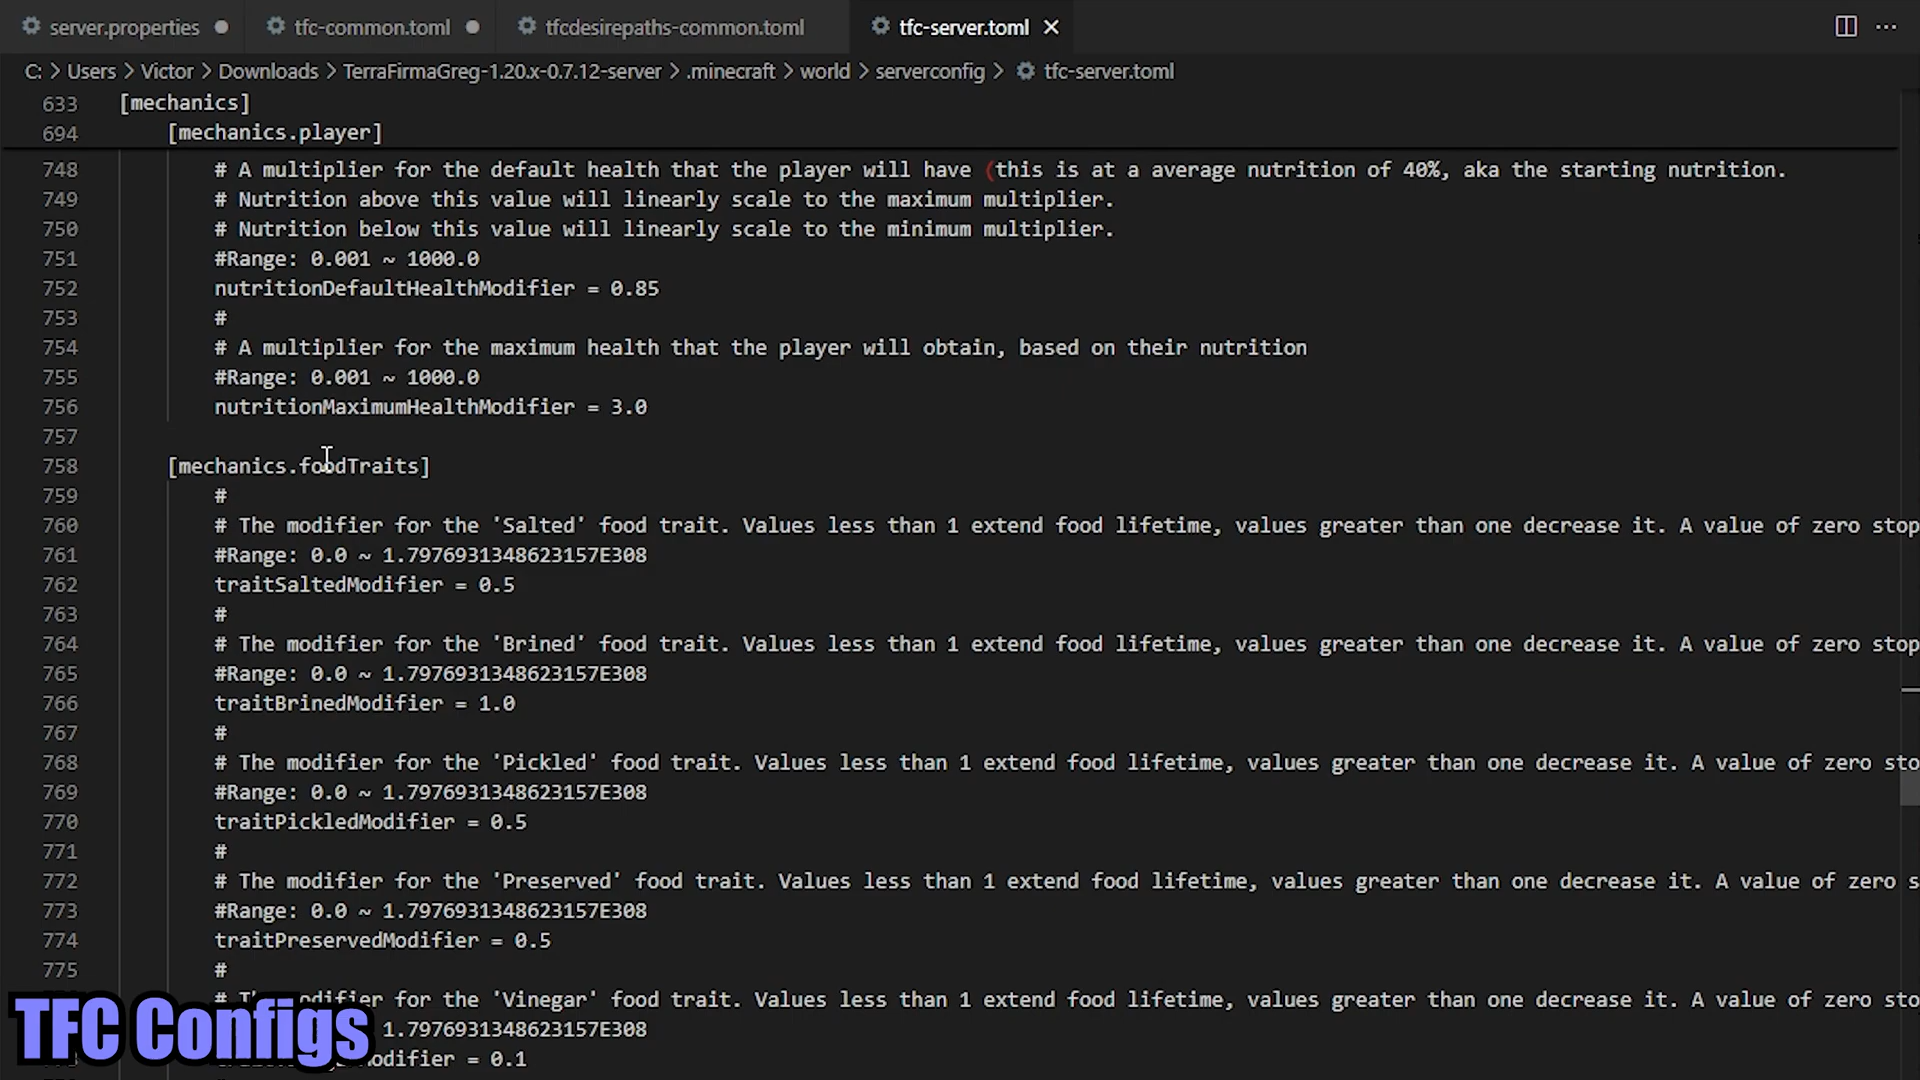 server.properties
tfc-common.toml
tfcdesirepaths-common.toml
tfc-server.toml
C: > Users > Victor > Downloads > TerraFirmaGreg-1.20.x-0.7.12-server > .minecraft > world > serverconfig > tfc-server.toml
633 [mechanics]
694 [mechanics.player]
748 # A multiplier for the default health that the player will have (this is at a average nutrition of 40%, aka the starting nutrition.
749 # Nutrition above this value will linearly scale to the maximum multiplier.
750 # Nutrition below this value will linearly scale to the minimum multiplier.
751 #Range: 0.001 ~ 1000.0
752 nutritionDefaultHealthModifier = 0.85
753 #
754 # A multiplier for the maximum health that the player will obtain, based on their nutrition
755 #Range: 0.001 ~ 1000.0
756 nutritionMaximumHealthModifier = 3.0
757
758 [mechanics.foodTraits]
759 #
760 # The modifier for the 'Salted' food trait. Values less than 1 extend food lifetime, values greater than one decrease it. A value of zero stop
761 #Range: 0.0 ~ 1.7976931348623157E308
762 traitSaltedModifier = 0.5
763 #
764 # The modifier for the 'Brined' food trait. Values less than 1 extend food lifetime, values greater than one decrease it. A value of zero stop
765 #Range: 0.0 ~ 1.7976931348623157E308
766 traitBrinedModifier = 1.0
767 #
768 # The modifier for the 'Pickled' food trait. Values less than 1 extend food lifetime, values greater than one decrease it. A value of zero sto
769 #Range: 0.0 ~ 1.7976931348623157E308
770 traitPickledModifier = 0.5
771 #
772 # The modifier for the 'Preserved' food trait. Values less than 1 extend food lifetime, values greater than one decrease it. A value of zero s
773 #Range: 0.0 ~ 1.7976931348623157E308
774 traitPreservedModifier = 0.5
775 #
# The modifier for the 'Vinegar' food trait. Values less than 1 extend food lifetime, values greater than one decrease it. A value of zero sto
1.7976931348623157E308
odifier = 0.1
TFC Configs